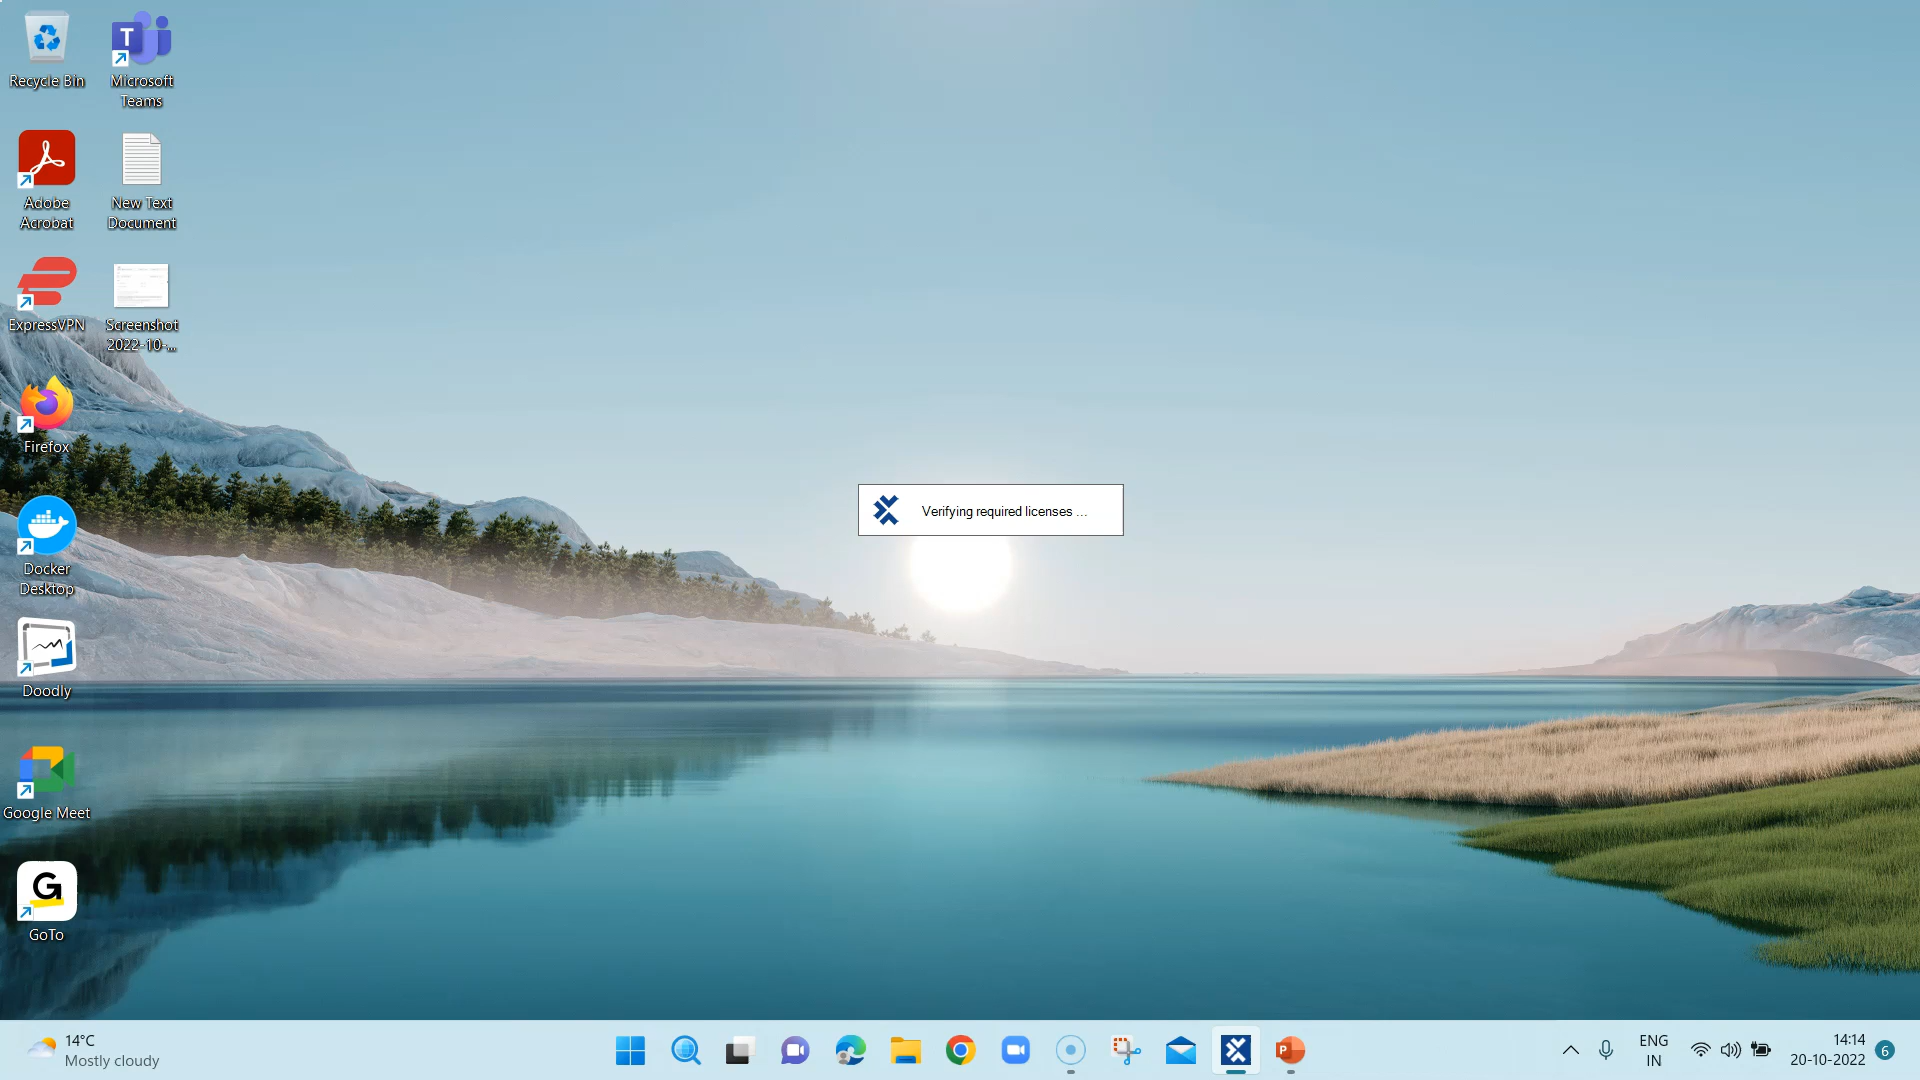 Recycle Bin
Microsoft
Teams
Adobe
Acrobat
New Text
Document
ExpressVPN
Screenshot
2022-10-...
Firefox
Docker
Desktop
Doodly
Google Meet
GoTo
Verifying required licenses ...
14°C
Mostly cloudy
ENG
IN
14:14
20-10-2022
6